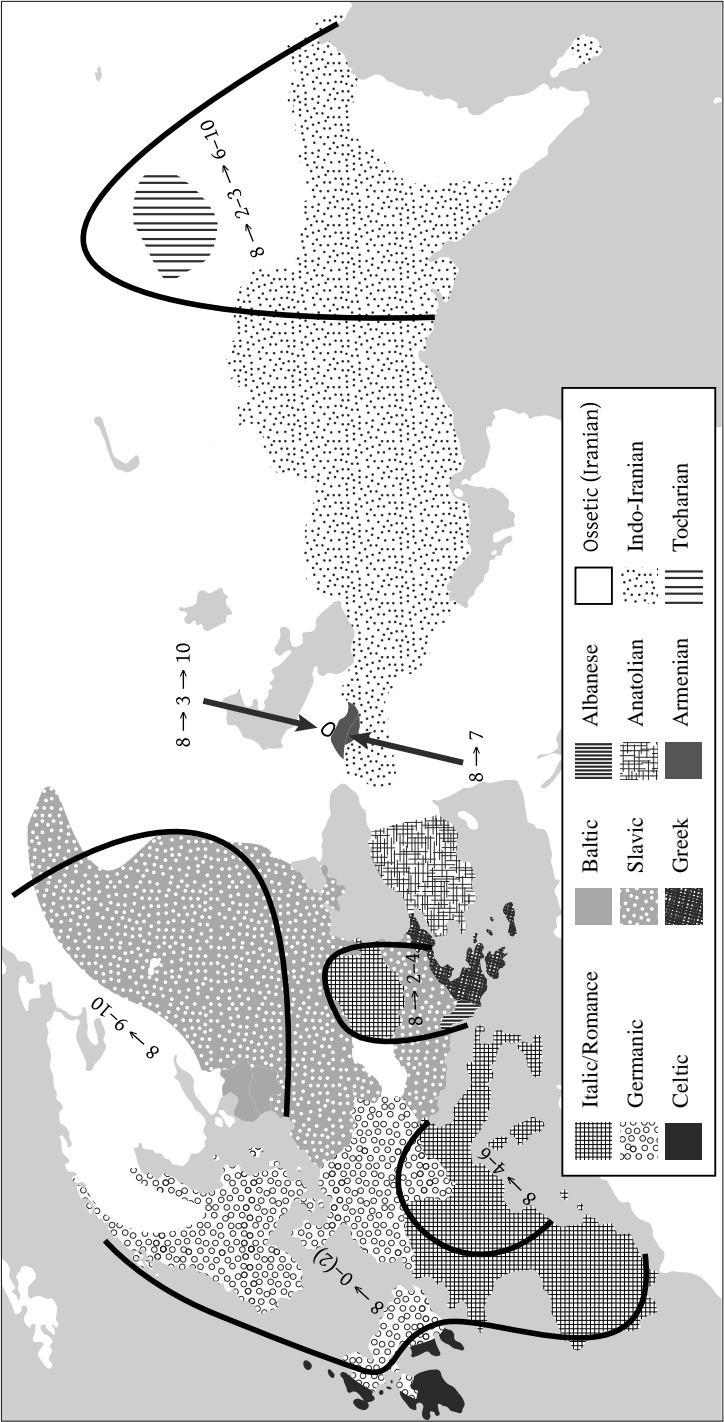 8 → 9–10
8 → 3 → 10
8 → 2–3 → 6–10
8 → 0–(2)
8 → 2–4
8 → 4–6
8 → 7
Italic/Romance Baltic Albanese Ossetic (Iranian)
Germanic Slavic Anatolian Indo-Iranian
Celtic Greek Armenian Tocharian